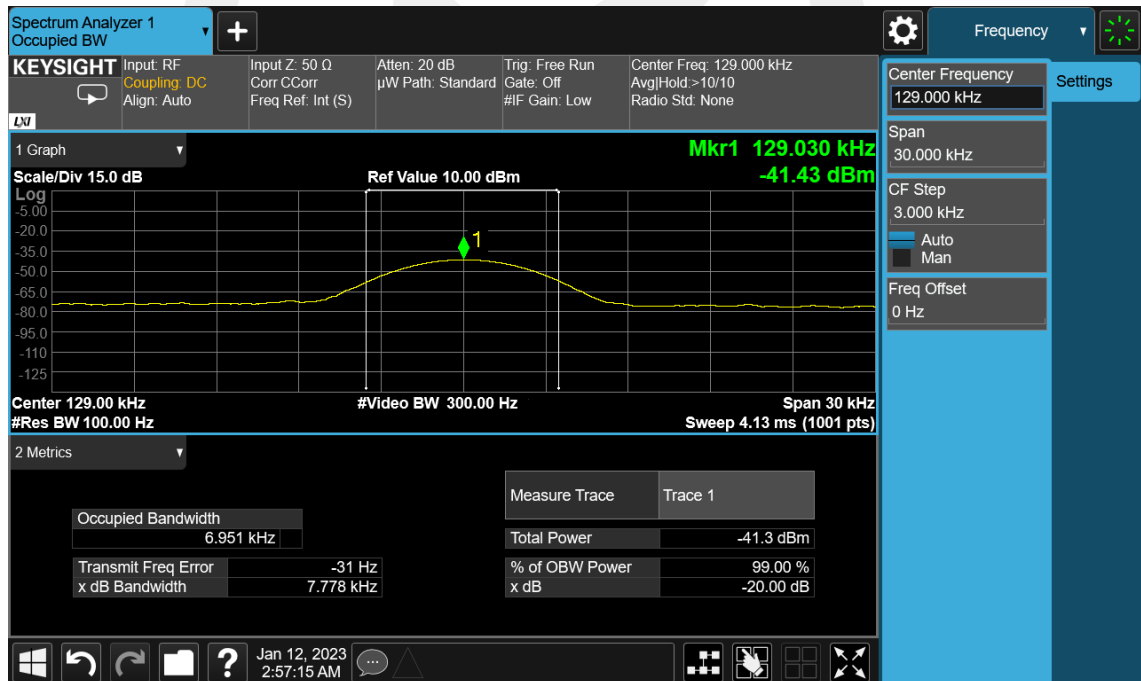 Spectrum Analyzer 1
Occupied BW
Frequency
KEYSIGHT
LXI
Input: RF
Coupling: DC
Align: Auto
Input Z: 50 Ω
Corr CCorr
Freq Ref: Int (S)
Atten: 20 dB
µW Path: Standard
Trig: Free Run
Gate: Off
#IF Gain: Low
Center Freq: 129.000 kHz
Avg|Hold:>10/10
Radio Std: None
1 Graph
Mkr1 129.030 kHz
-41.43 dBm
Scale/Div 15.0 dB
Ref Value 10.00 dBm
Log
-5.00
-20.0
-35.0
-50.0
-65.0
-80.0
-95.0
-110
-125
1
Center 129.00 kHz
#Video BW 300.00 Hz
Span 30 kHz
#Res BW 100.00 Hz
Sweep 4.13 ms (1001 pts)
2 Metrics
Measure Trace Trace 1
Occupied Bandwidth
6.951 kHz
Total Power -41.3 dBm
Transmit Freq Error -31 Hz
% of OBW Power 99.00 %
x dB Bandwidth 7.778 kHz
x dB -20.00 dB
Center Frequency
129.000 kHz
Settings
Span
30.000 kHz
CF Step
3.000 kHz
Auto
Man
Freq Offset
0 Hz
?
Jan 12, 2023
2:57:15 AM